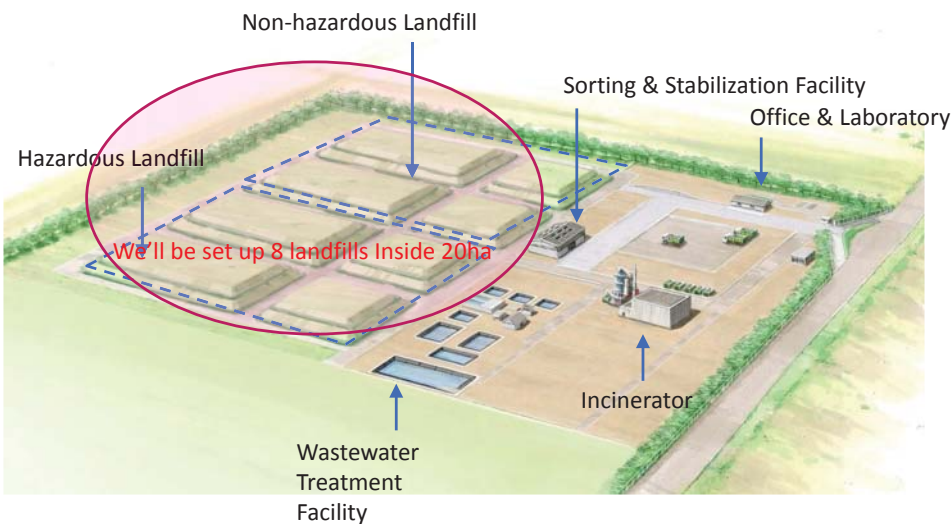 Non-hazardous Landfill
Sorting & Stabilization Facility
Office & Laboratory
Hazardous Landfill
We'll be set up 8 landfills Inside 20ha
Incinerator
Wastewater
Treatment
Facility